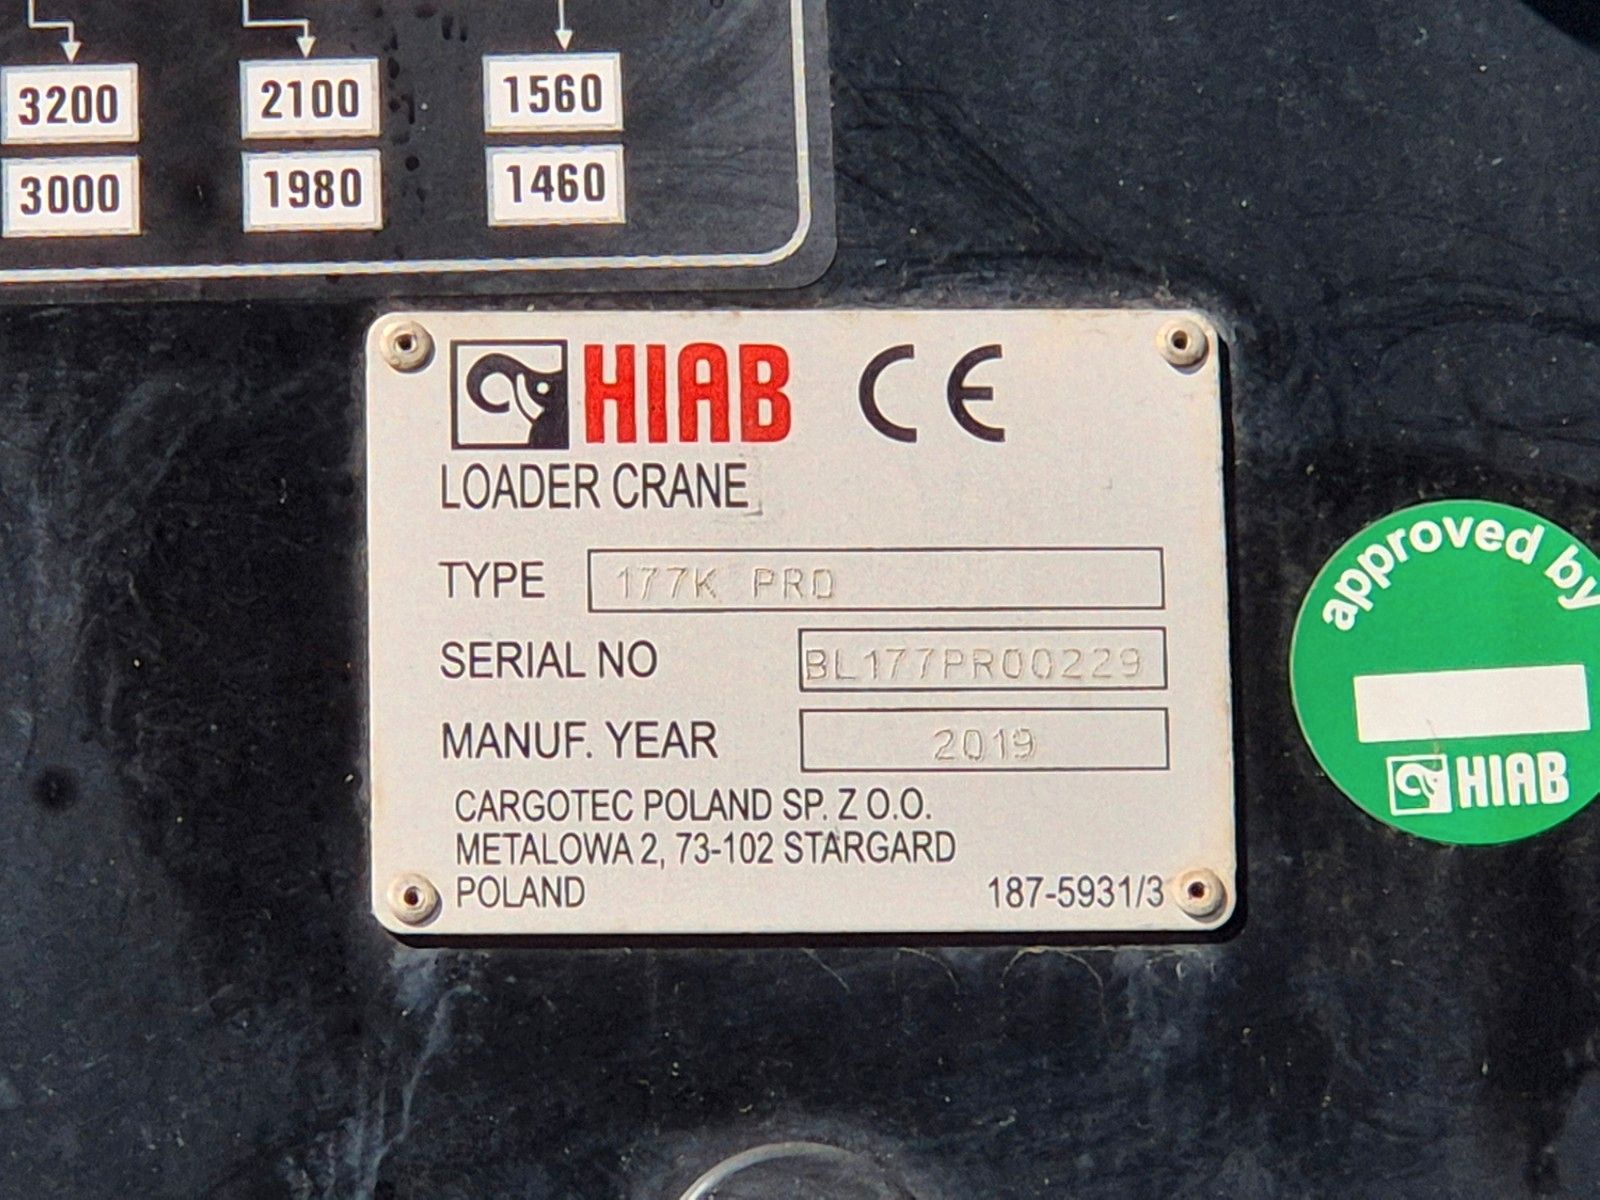 3200 2100 1560
3000 1980 1460
HIAB CE
LOADER CRANE
TYPE 177K PRO
SERIAL NO BL177PR00229
MANUF. YEAR 2019
CARGOTEC POLAND SP. Z O.O.
METALOWA 2, 73-102 STARGARD
POLAND 187-5931/3
approved by
HIAB